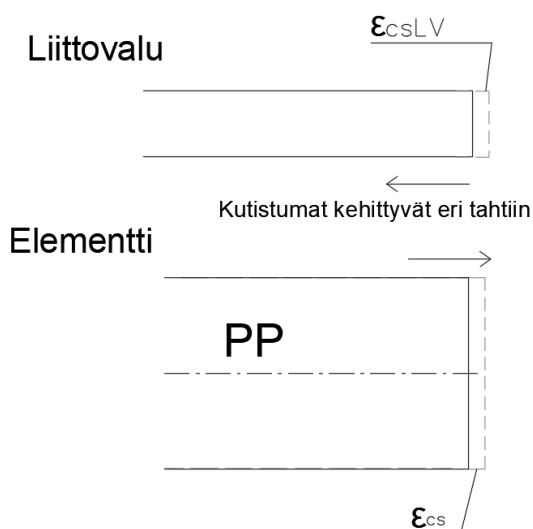 εcsLV
Liittovalu
Kutistumat kehittyvät eri tahtiin
Elementti
PP
εcs